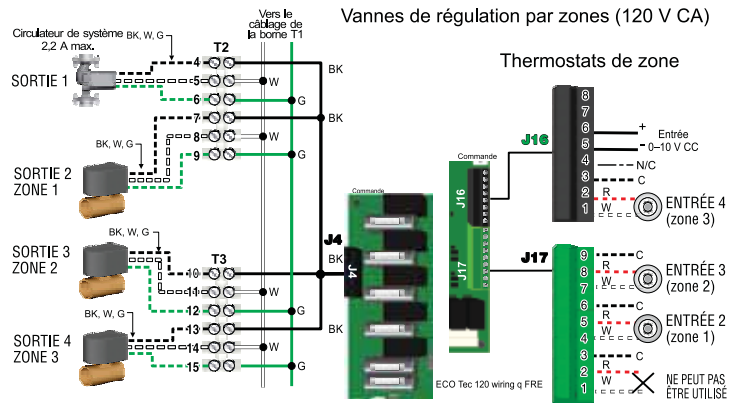 Vannes de régulation par zones (120 V CA)
Vers le
câblage de
la borne T1
Circulateur de système
2,2 A max.
BK, W, G
T2
SORTIE 1
4
5
6
7
8
9
BK
W
G
W
G
BK, W, G
SORTIE 2
ZONE 1
SORTIE 3
ZONE 2
BK, W, G
T3
10
11
12
13
14
15
BK
W
G
BK
W
G
SORTIE 4
ZONE 3
BK, W, G
J4
Commande
J4
Commande
J16
J17
ECO Tec 120 wiring q FRE
Thermostats de zone
J16
8
7
6
5
4
3
2
1
+
Entrée
-
0–10 V CC
N/C
C
R
W
ENTRÉE 4
(zone 3)
J17
9
8
7
6
5
4
3
2
1
C
R
W
ENTRÉE 3
(zone 2)
C
R
W
ENTRÉE 2
(zone 1)
C
R
W
NE PEUT PAS
ÊTRE UTILISÉ